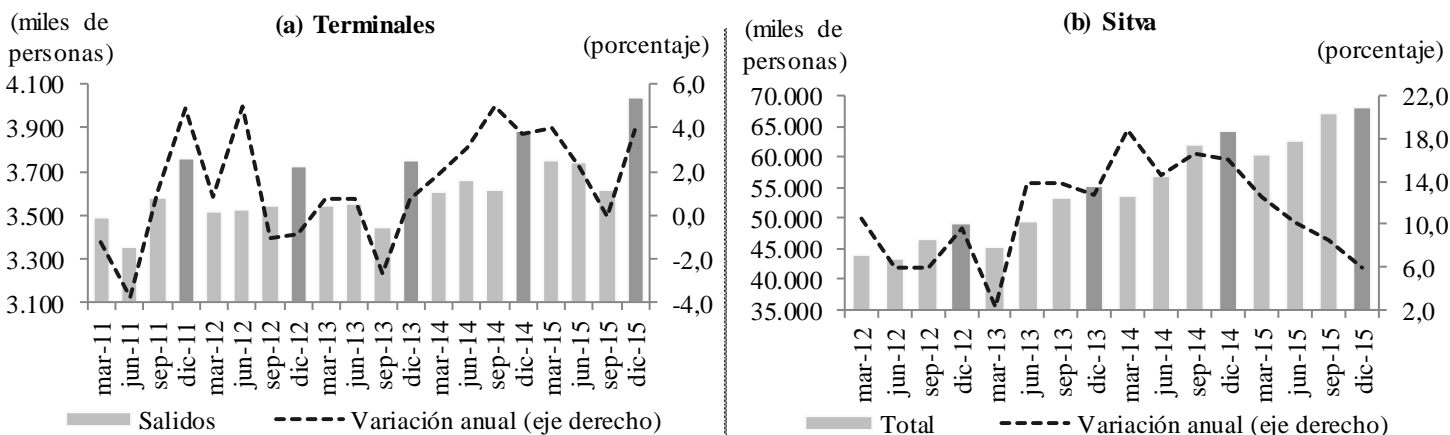 (miles de
personas)
(a) Terminales
(porcentaje)
4.100
3.900
3.700
3.500
3.300
3.100
6,0
4,0
2,0
0,0
-2,0
-4,0
mar-11
jun-11
sep-11
dic-11
mar-12
jun-12
sep-12
dic-12
mar-13
jun-13
sep-13
dic-13
mar-14
jun-14
sep-14
dic-14
mar-15
jun-15
sep-15
dic-15
Salidos
Variación anual (eje derecho)
(miles de
personas)
(b) Sitva
(porcentaje)
70.000
65.000
60.000
55.000
50.000
45.000
40.000
35.000
22,0
18,0
14,0
10,0
6,0
2,0
mar-12
jun-12
sep-12
dic-12
mar-13
jun-13
sep-13
dic-13
mar-14
jun-14
sep-14
dic-14
mar-15
jun-15
sep-15
dic-15
Total
Variación anual (eje derecho)